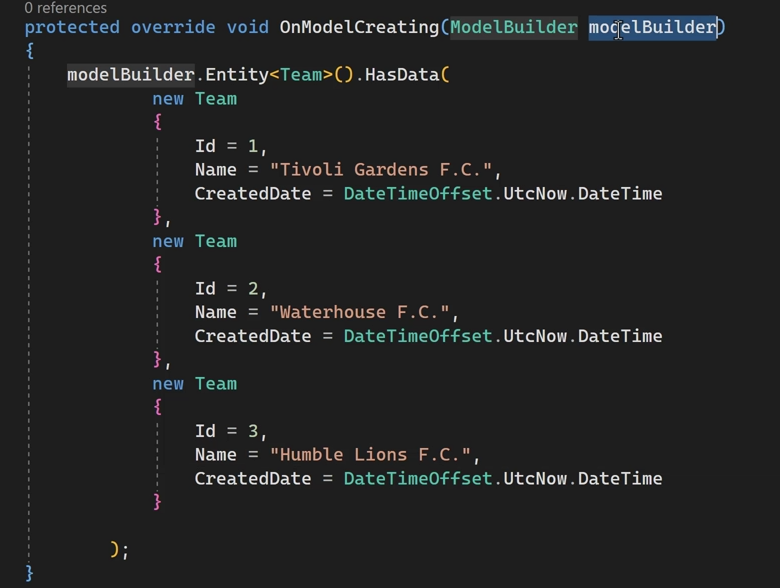 0 references
protected override void OnModelCreating(ModelBuilder modelBuilder)
{
modelBuilder.Entity<Team>().HasData(
new Team
{
Id = 1,
Name = "Tivoli Gardens F.C.",
CreatedDate = DateTimeOffset.UtcNow.DateTime
},
new Team
{
Id = 2,
Name = "Waterhouse F.C.",
CreatedDate = DateTimeOffset.UtcNow.DateTime
},
new Team
{
Id = 3,
Name = "Humble Lions F.C.",
CreatedDate = DateTimeOffset.UtcNow.DateTime
}
);
}